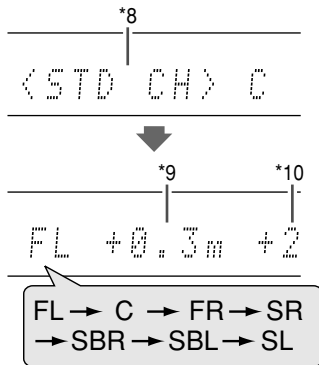 *8
<STD CH> C
*9 *10
FL +0.3m +2
FL → C → FR → SR
→ SBR → SBL → SL